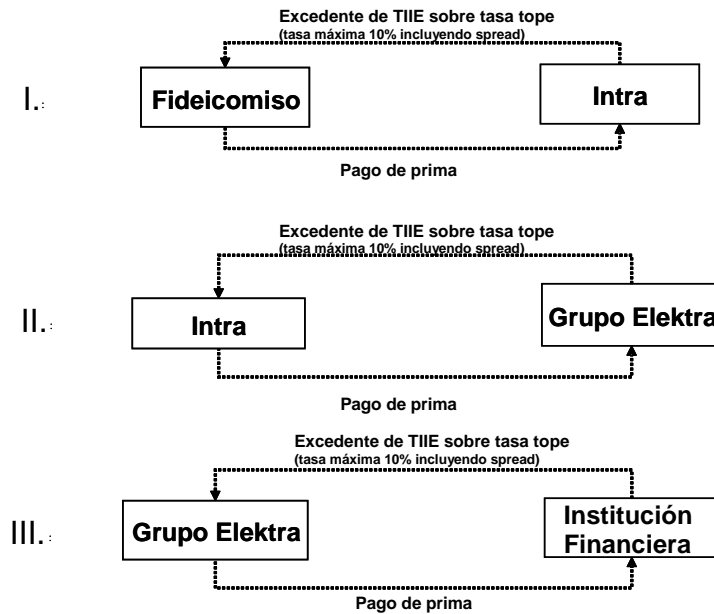 Excedente de TIIE sobre tasa tope
(tasa máxima 10% incluyendo spread)
I.:
Fideicomiso
Intra
Pago de prima
Excedente de TIIE sobre tasa tope
(tasa máxima 10% incluyendo spread)
II.:
Intra
Grupo Elektra
Pago de prima
Excedente de TIIE sobre tasa tope
(tasa máxima 10% incluyendo spread)
III.:
Grupo Elektra
Institución
Financiera
Pago de prima